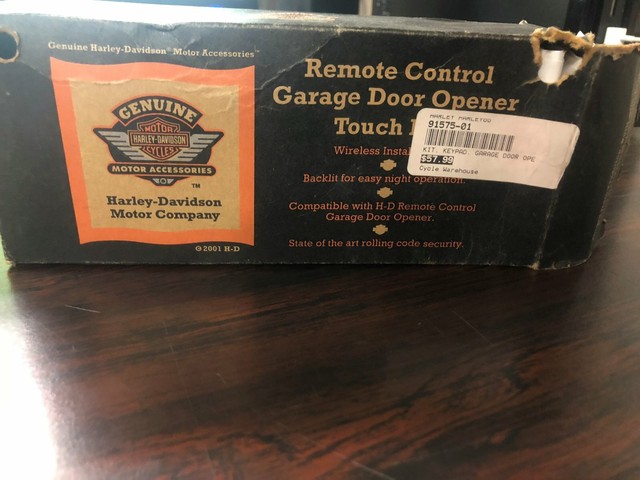 Genuine Harley-Davidson® Motor Accessories™
GENUINE
MOTOR
HARLEY-DAVIDSON
CYCLES
MOTOR ACCESSORIES
™
Harley-Davidson
Motor Company
©2001 H-D
Remote Control
Garage Door Opener
Touch
Wireless
Backlit for easy night operation.
Compatible with H-D Remote Control
Garage Door Opener.
State of the art rolling code security.
91575-01
KIT, KEYPAD, GARAGE DOOR OPE
$57.99
Cycle Warehouse